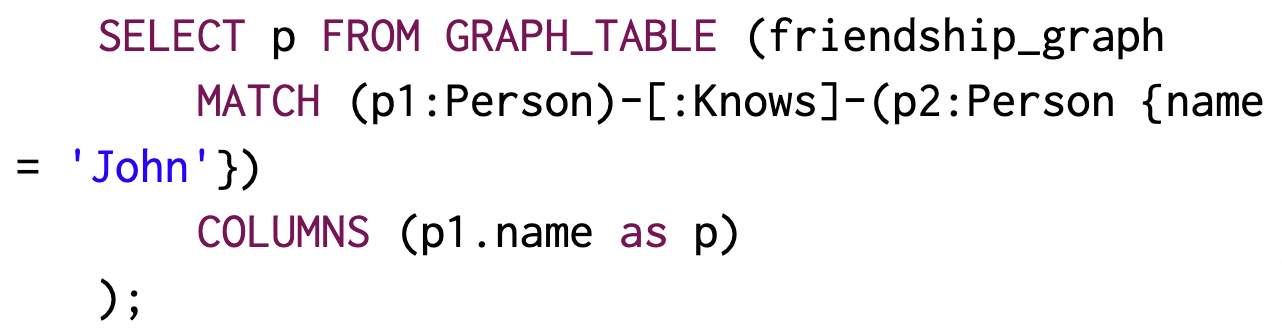 SELECT p FROM GRAPH_TABLE (friendship_graph
MATCH (p1:Person)-[:Knows]-(p2:Person {name
= 'John'})
COLUMNS (p1.name as p)
);